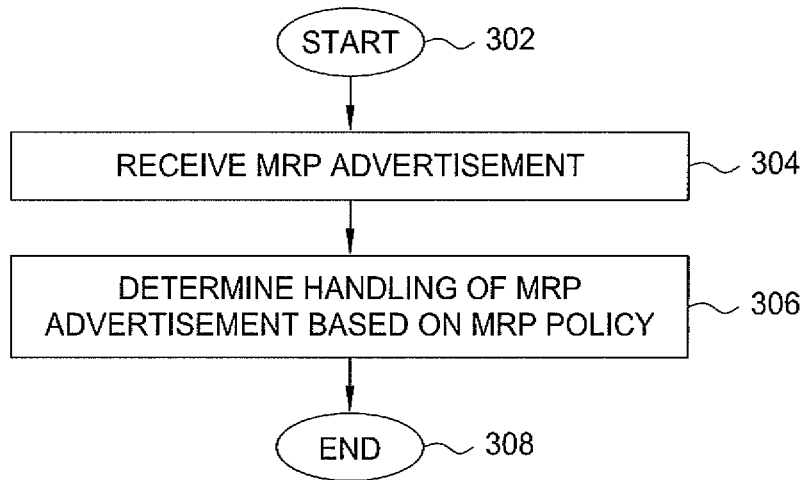 START 302
RECEIVE MRP ADVERTISEMENT 304
DETERMINE HANDLING OF MRP
ADVERTISEMENT BASED ON MRP POLICY 306
END 308